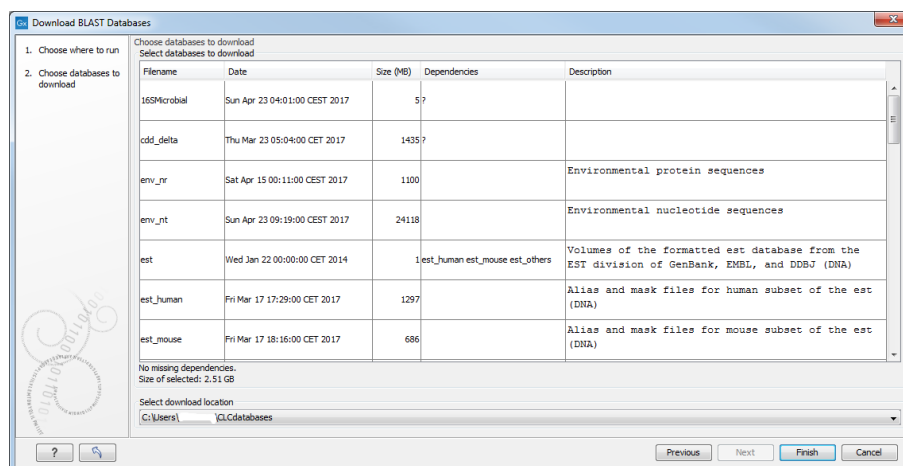 Gx Download BLAST Databases
1. Choose where to run
2. Choose databases to
download
Choose databases to download
Select databases to download
Filename Date Size (MB) Dependencies Description
16SMicrobial Sun Apr 23 04:01:00 CEST 2017 5 ?
cdd_delta Thu Mar 23 05:04:00 CET 2017 1435 ?
env_nr Sat Apr 15 00:11:00 CEST 2017 1100 Environmental protein sequences
env_nt Sun Apr 23 09:19:00 CEST 2017 24118 Environmental nucleotide sequences
est Wed Jan 22 00:00:00 CET 2014 1 est_human est_mouse est_others Volumes of the formatted est database from the
EST division of GenBank, EMBL, and DDBJ (DNA)
est_human Fri Mar 17 17:29:00 CET 2017 1297 Alias and mask files for human subset of the est
(DNA)
est_mouse Fri Mar 17 18:16:00 CET 2017 686 Alias and mask files for mouse subset of the est
(DNA)
No missing dependencies.
Size of selected: 2.51 GB
Select download location
C:\Users\ \CLCdatabases
? Previous Next Finish Cancel